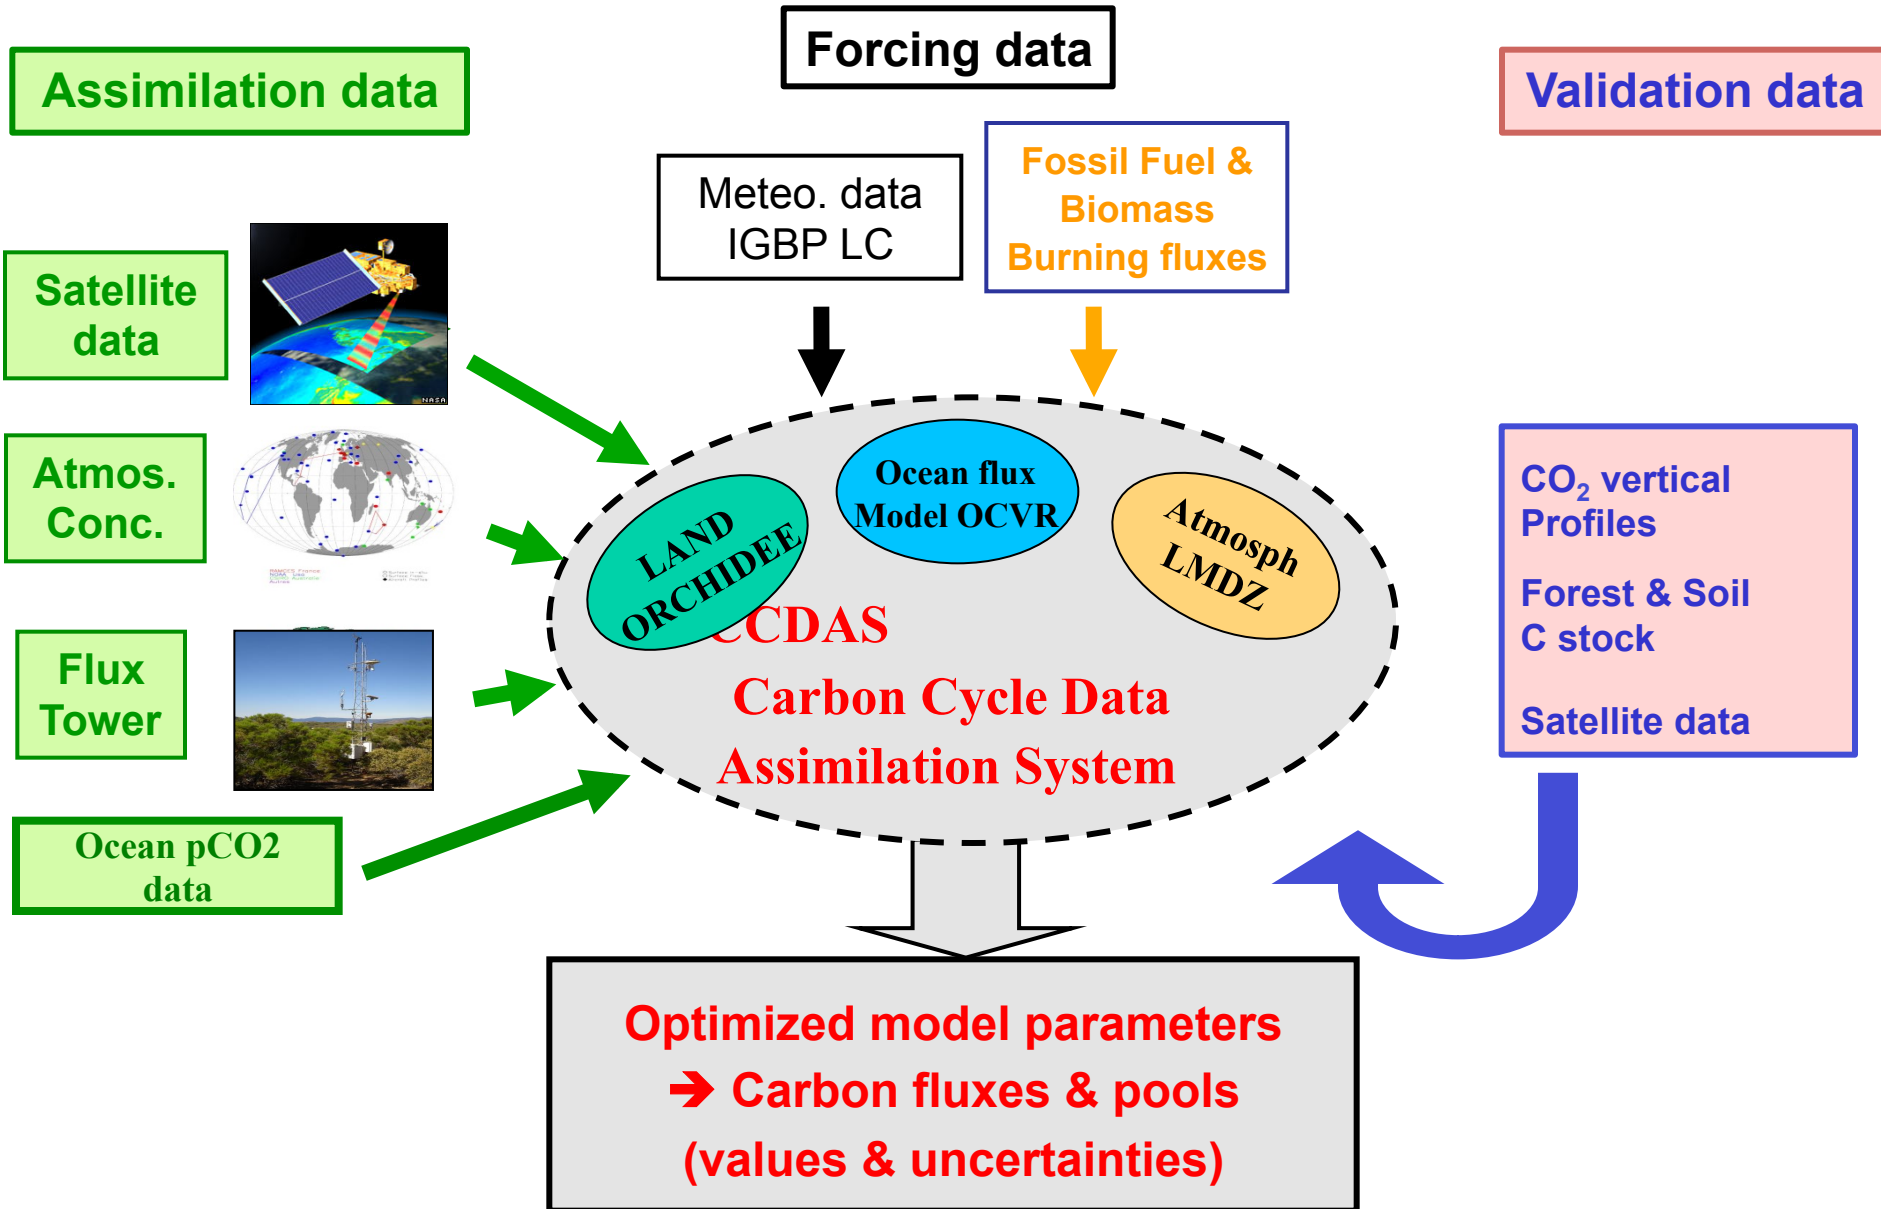 Forcing data
Assimilation data
Validation data
Meteo. data
IGBP LC
Fossil Fuel &
Biomass
Burning fluxes
Satellite
data
NASA
Atmos.
Conc.
Flux
Tower
Ocean pCO2
data
LAND
ORCHIDEE
Ocean flux
Model OCVR
Atmosph
LMDZ
CCDAS
Carbon Cycle Data
Assimilation System
CO₂ vertical
Profiles
Forest & Soil
C stock
Satellite data
Optimized model parameters
➔ Carbon fluxes & pools
(values & uncertainties)